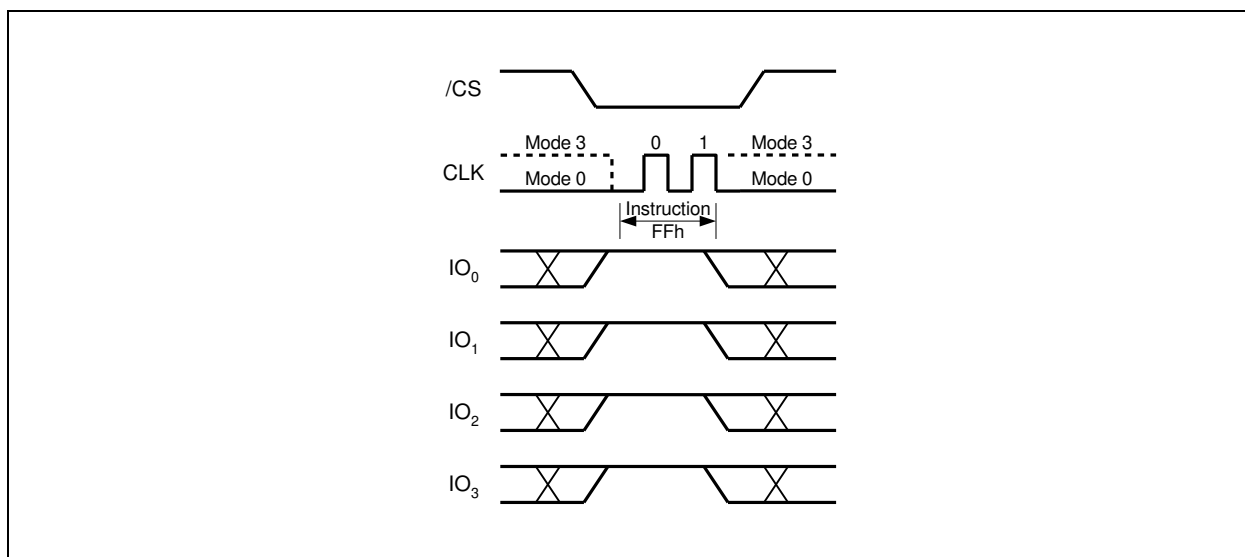 /CS
Mode 3 0 1 Mode 3
CLK
Mode 0 Mode 0
Instruction
FFh
IO0
IO1
IO2
IO3